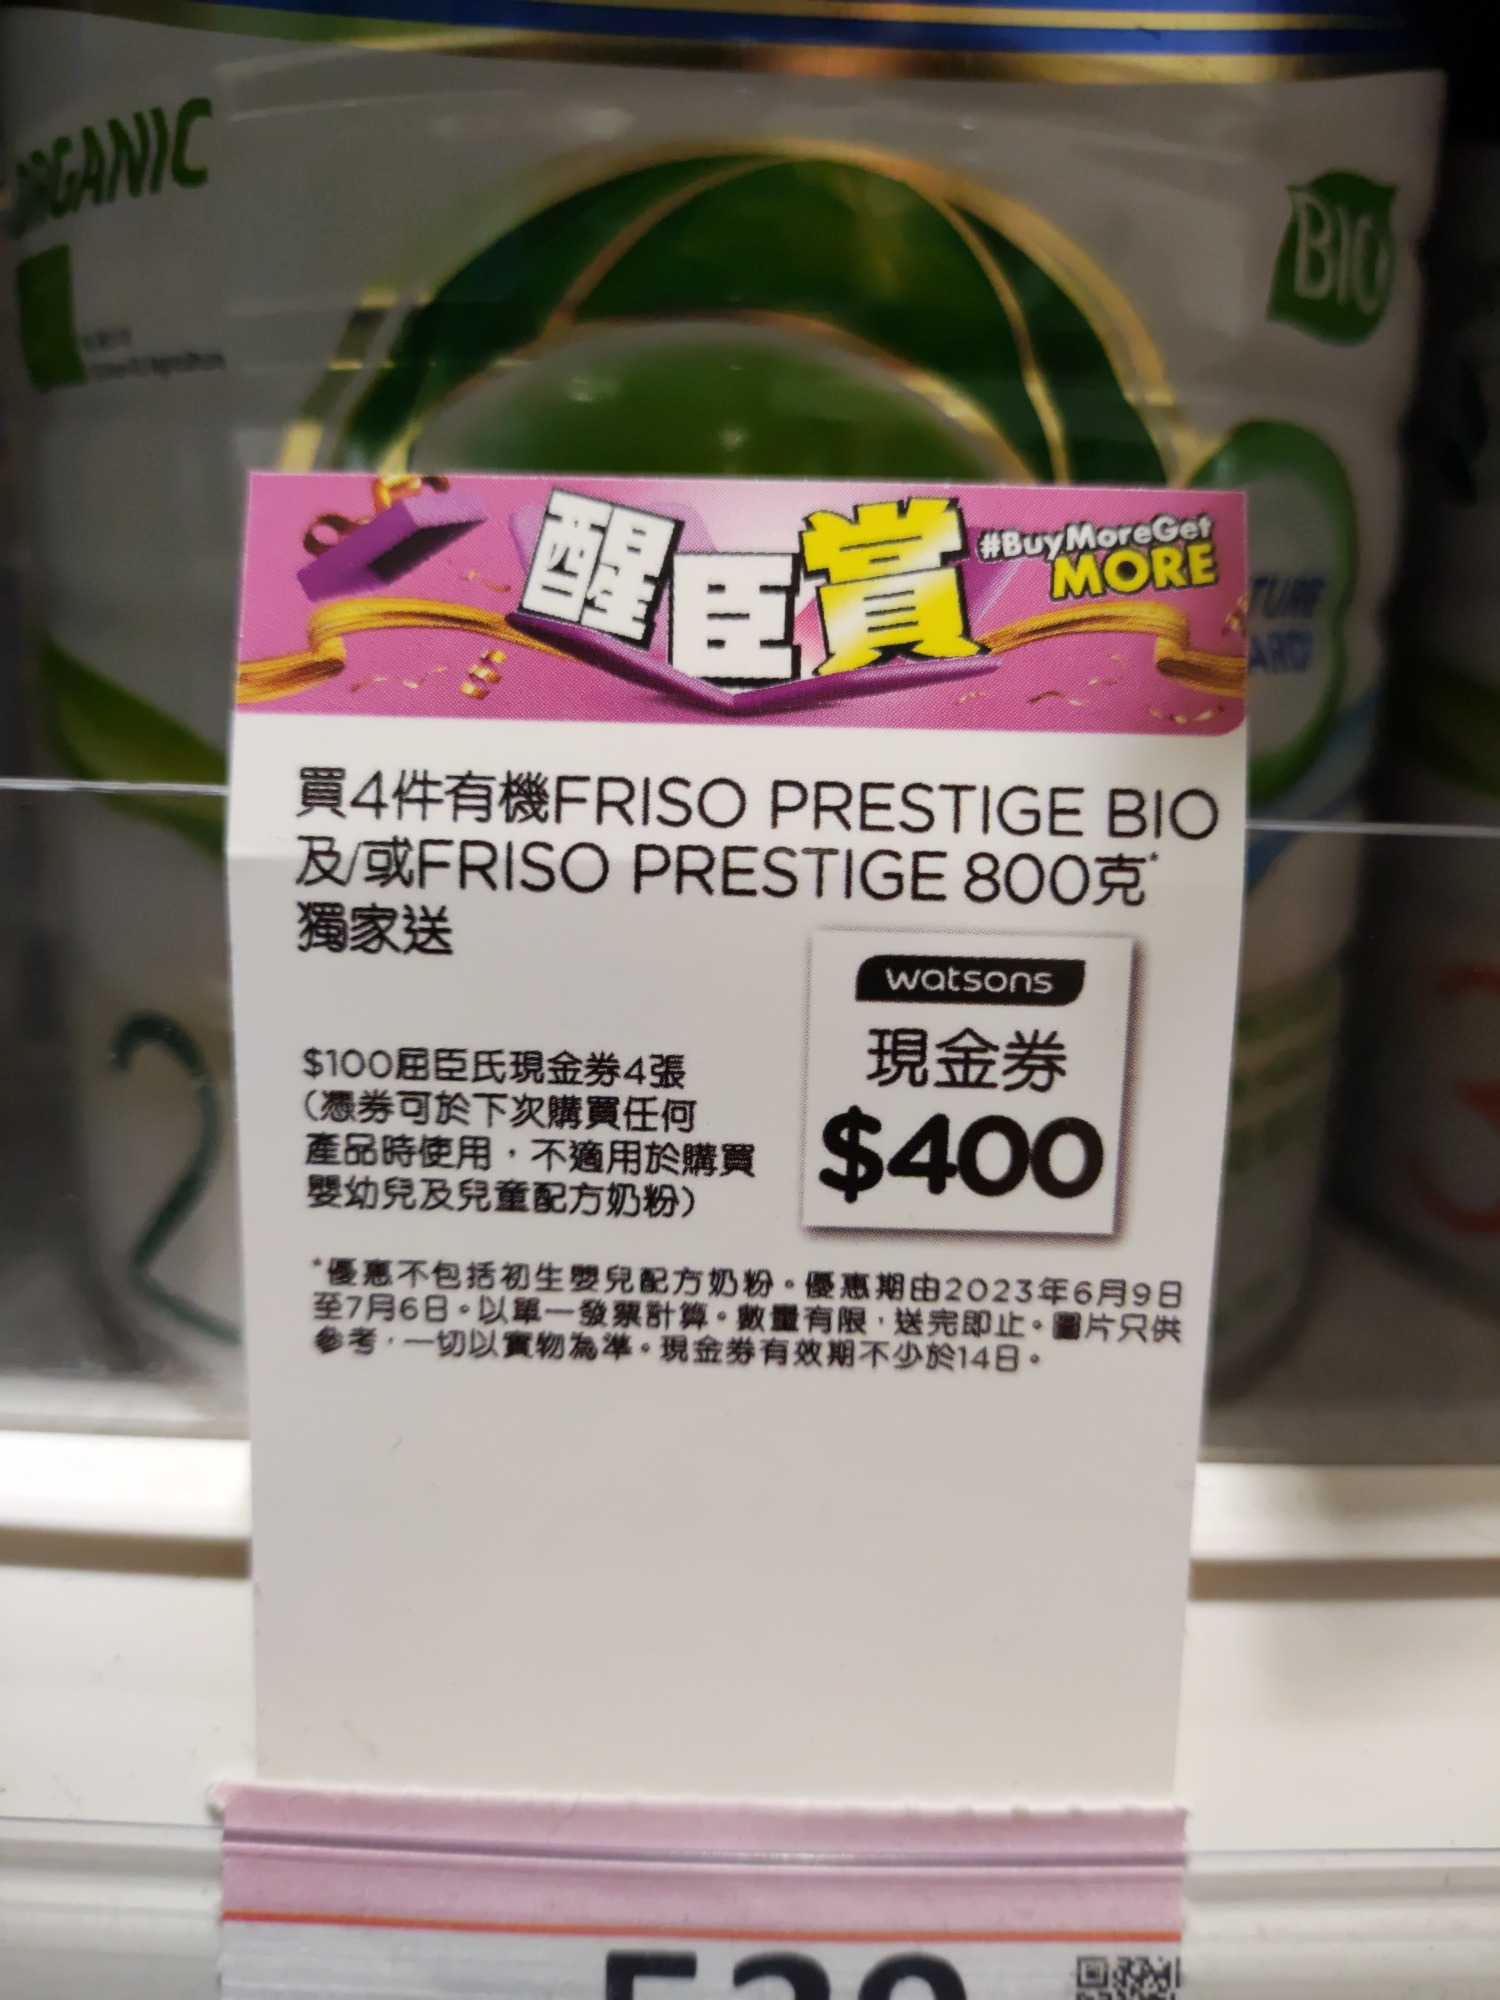 ORGANIC
BIO
醒臣賞
#BuyMoreGet
MORE
買4件有機FRISO PRESTIGE BIO
及/或FRISO PRESTIGE 800克*
獨家送
watsons
現金券
$400
$100屈臣氏現金券4張
(憑券可於下次購買任何
產品時使用，不適用於購買
嬰幼兒及兒童配方奶粉)
*優惠不包括初生嬰兒配方奶粉。優惠期由2023年6月9日
至7月6日。以單一發票計算。數量有限，送完即止。圖片只供
參考，一切以實物為準。現金券有效期不少於14日。
2
3